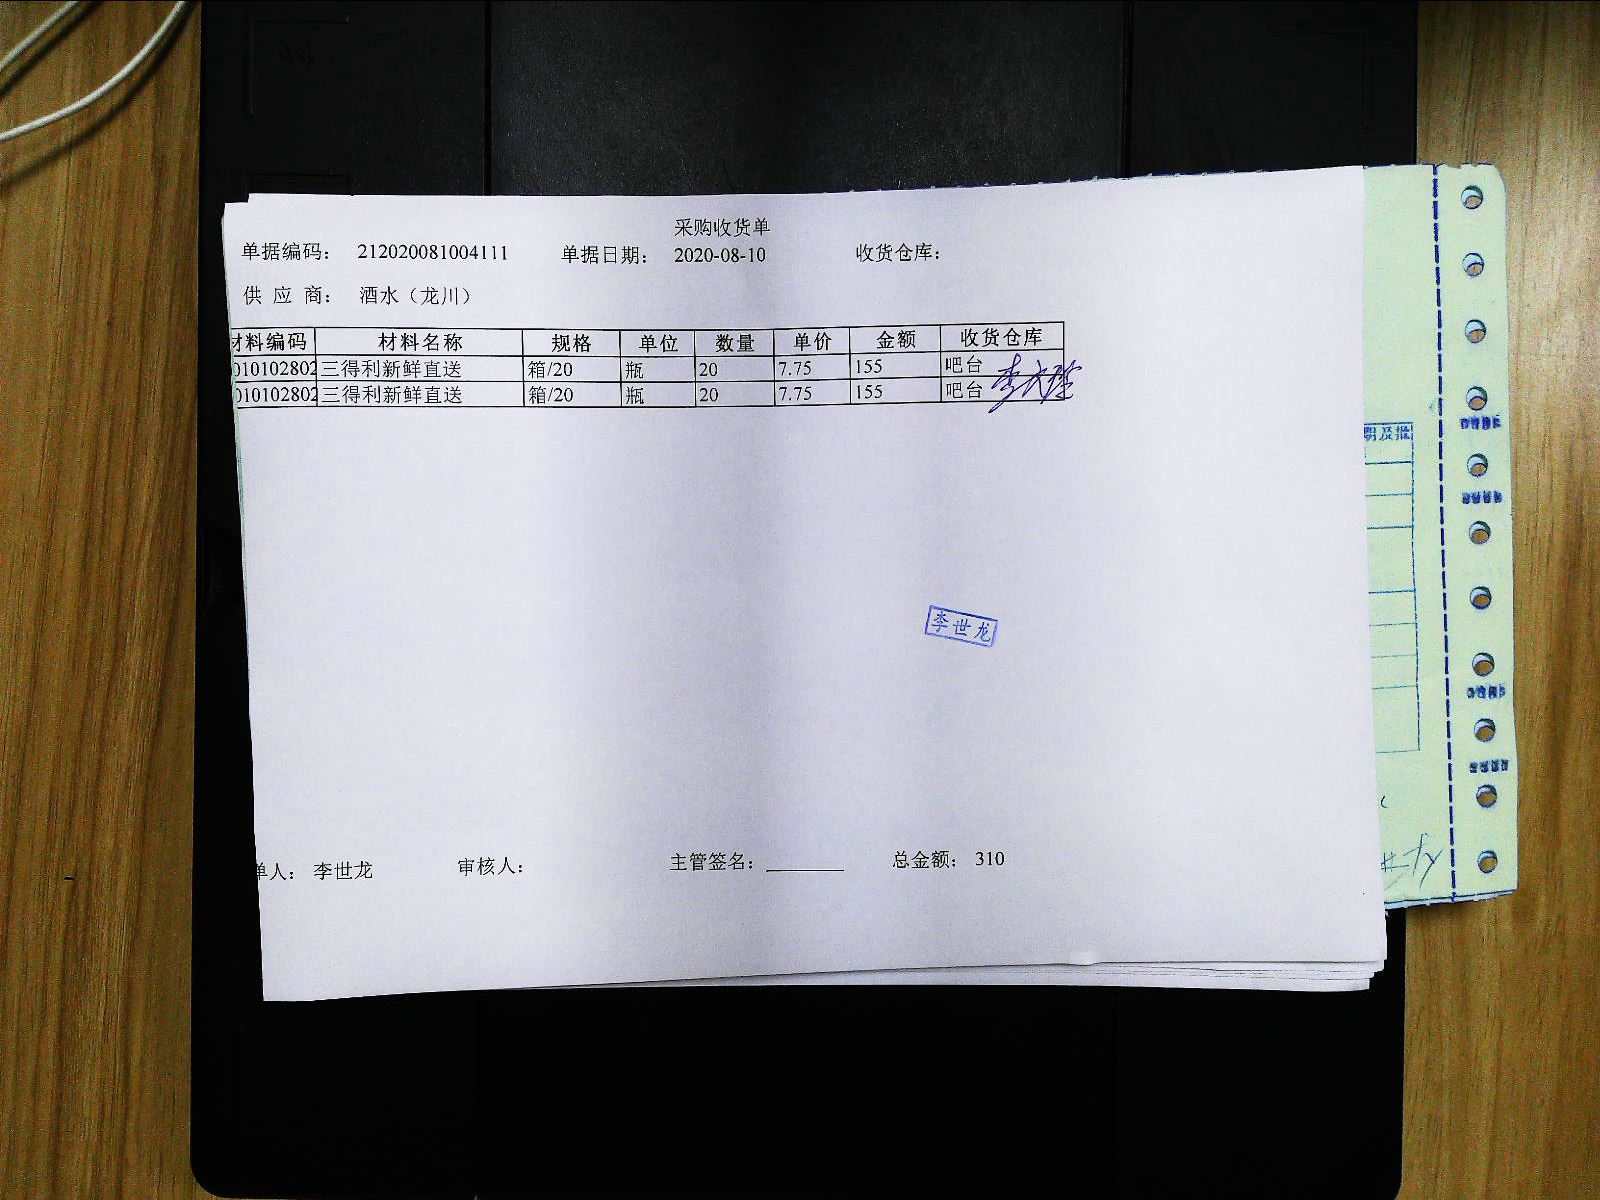 采购收货单
单据编码： 212020081004111 单据日期： 2020-08-10 收货仓库：
供 应 商： 酒水（龙川）
材料编码 材料名称 规格 单位 数量 单价 金额 收货仓库
010102802 三得利新鲜直送 箱/20 瓶 20 7.75 155 吧台
010102802 三得利新鲜直送 箱/20 瓶 20 7.75 155 吧台
李世龙
单人： 李世龙 审核人： 主管签名： 总金额： 310